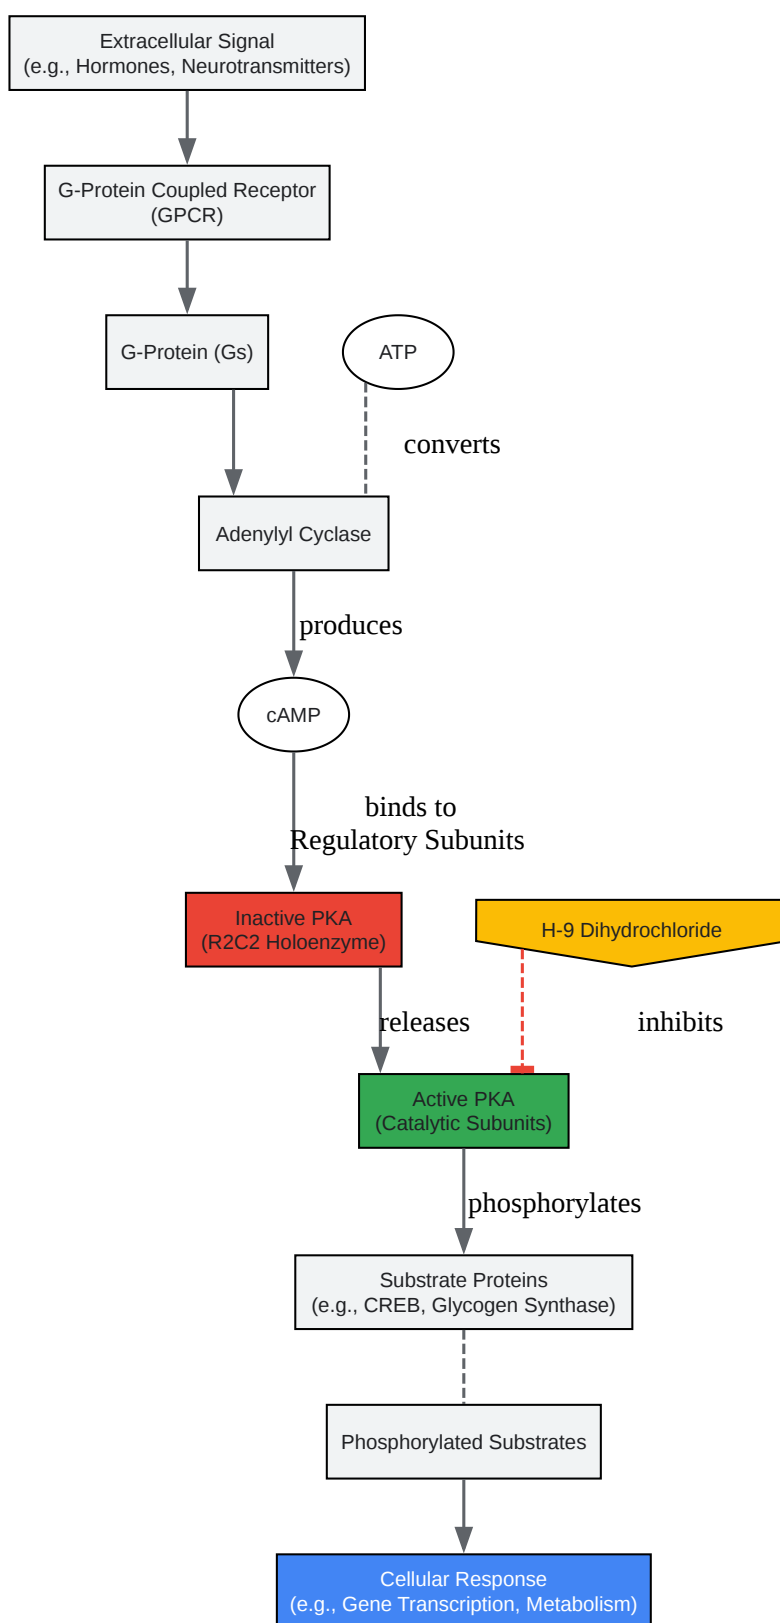 Extracellular Signal
(e.g., Hormones, Neurotransmitters)
G-Protein Coupled Receptor
(GPCR)
G-Protein (Gs)
ATP
converts
Adenylyl Cyclase
produces
cAMP
binds to
Regulatory Subunits
Inactive PKA
(R2C2 Holoenzyme)
H-9 Dihydrochloride
releases
inhibits
Active PKA
(Catalytic Subunits)
phosphorylates
Substrate Proteins
(e.g., CREB, Glycogen Synthase)
Phosphorylated Substrates
Cellular Response
(e.g., Gene Transcription, Metabolism)